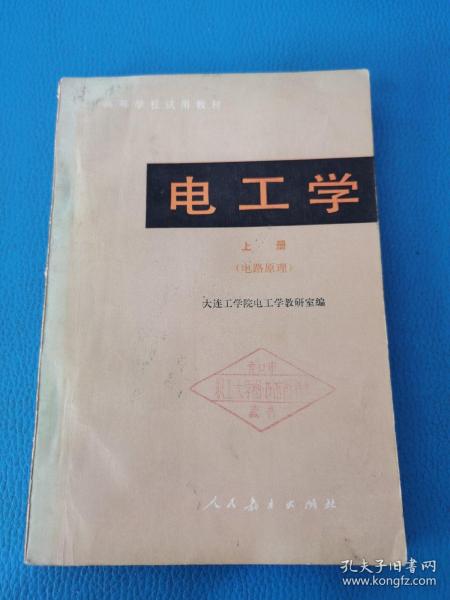 高等学校试用教材
电工学
上册
(电路原理)
大连工学院电工学教研室编
藏书
人民教育出版社
孔夫子旧书网
www.kongfz.com